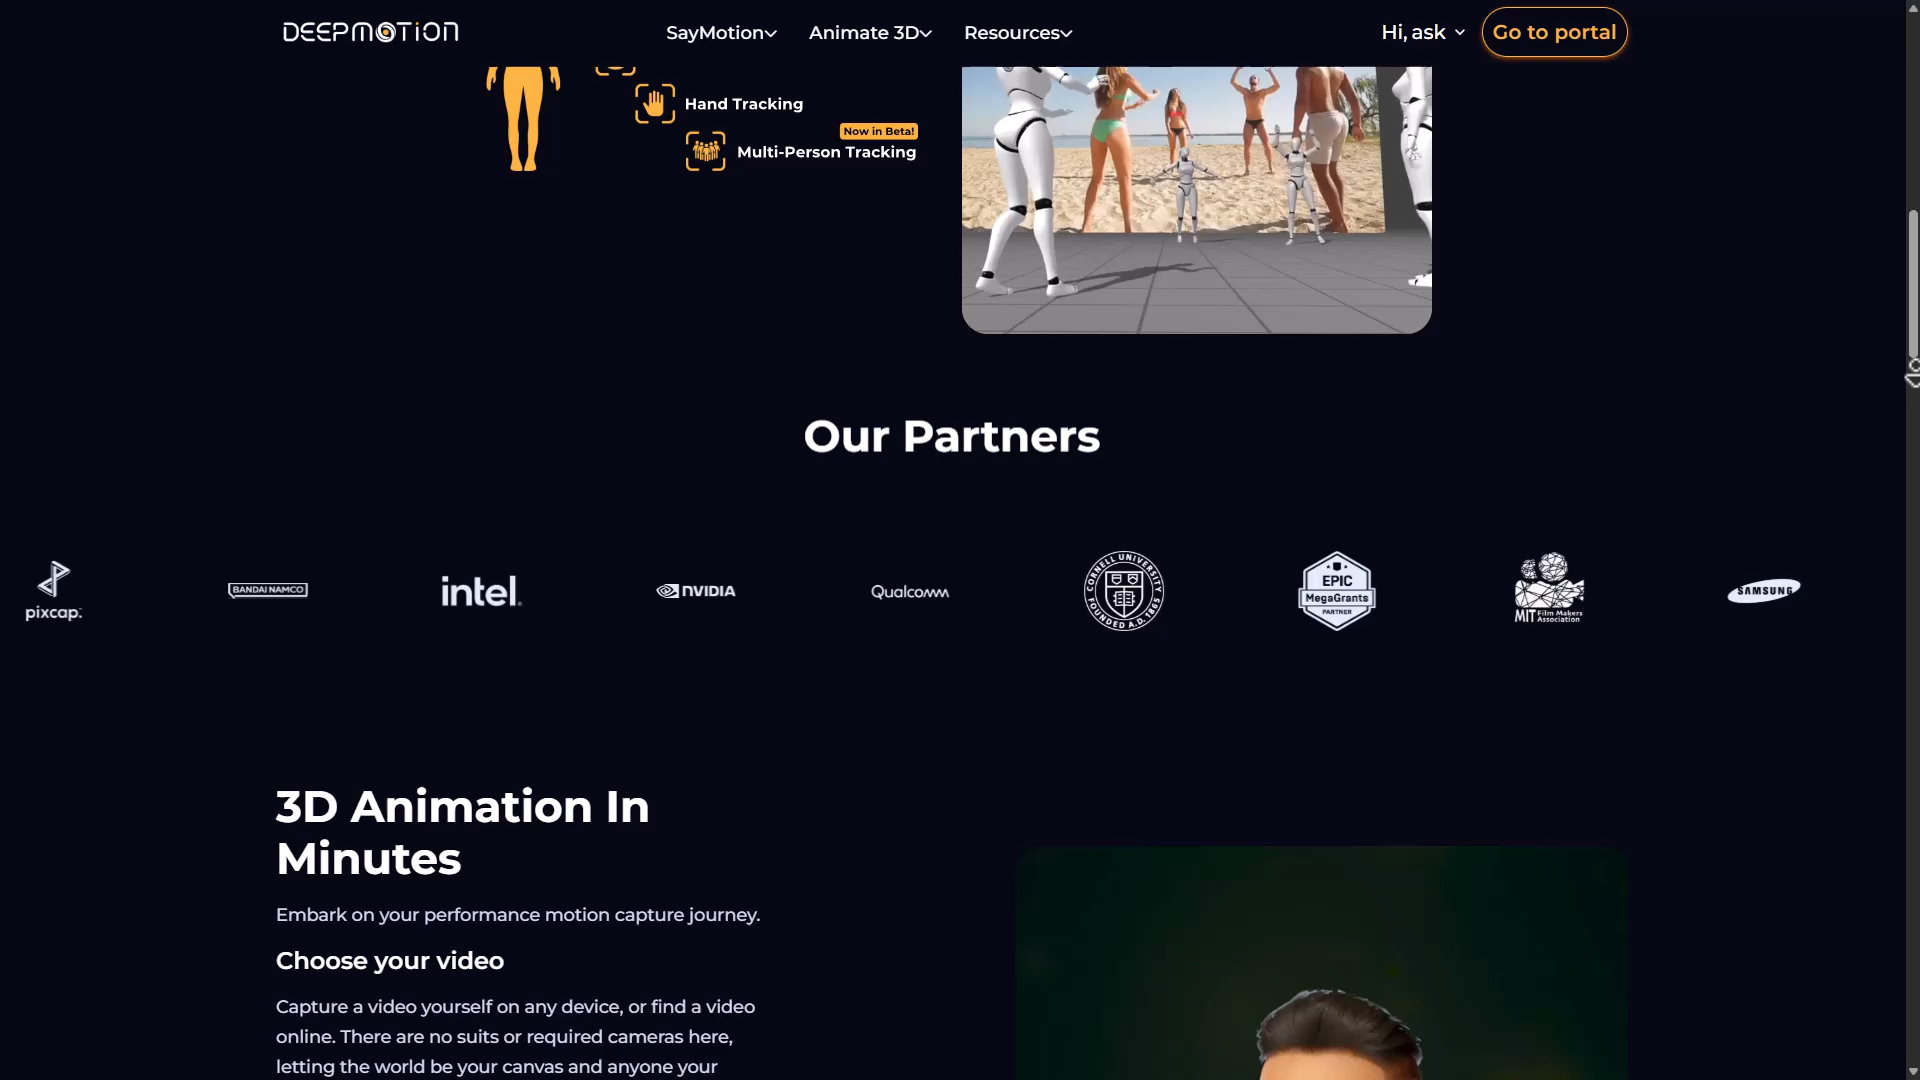 DEEPMOTION
SayMotion
Animate 3D
Resources
Hi, ask
Go to portal
Hand Tracking
Now in Beta!
Multi-Person Tracking
Our Partners
pixcap.
BANDAI NAMCO
intel.
NVIDIA
Qualcomm
CORNELL UNIVERSITY
FOUNDED A.D. 1865
EPIC
MegaGrants
PARTNER
MIT Film Makers
Association
SAMSUNG
3D Animation In
Minutes
Embark on your performance motion capture journey.
Choose your video
Capture a video yourself on any device, or find a video
online. There are no suits or required cameras here,
letting the world be your canvas and anyone your